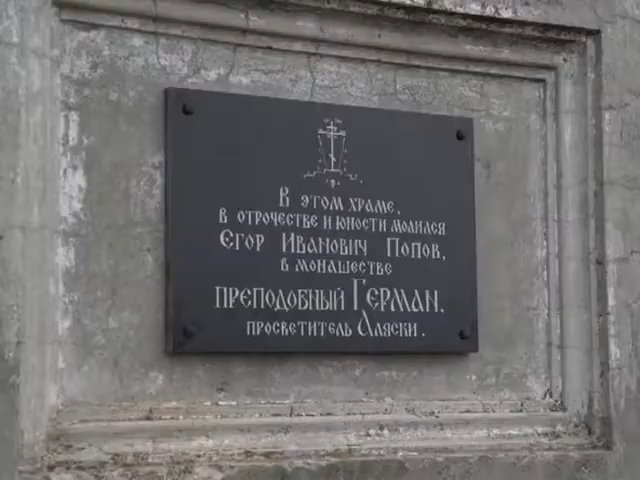 В этом храме,
в отрочестве и юности молился
Егор Иванович Попов,
в монашестве
преподобный Герман,
просветитель Аляски.